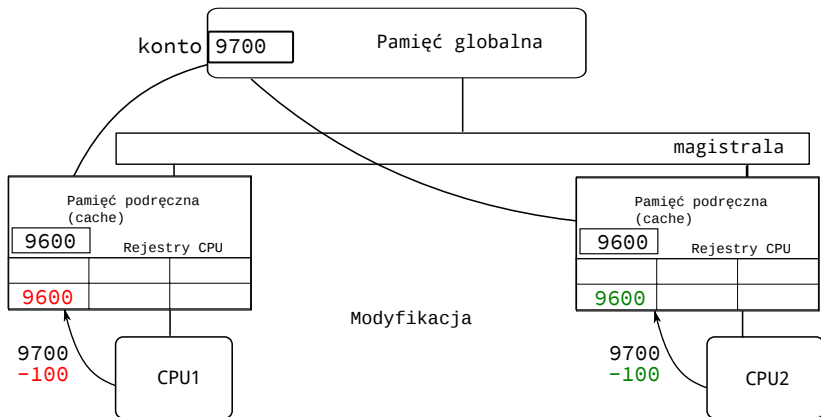 Pamięć globalna
konto 9700
magistrala
Pamięć podręczna
(cache)
9600
Rejestry CPU
9600
Pamięć podręczna
(cache)
9600
Rejestry CPU
9600
Modyfikacja
9700
-100
CPU1
9700
-100
CPU2